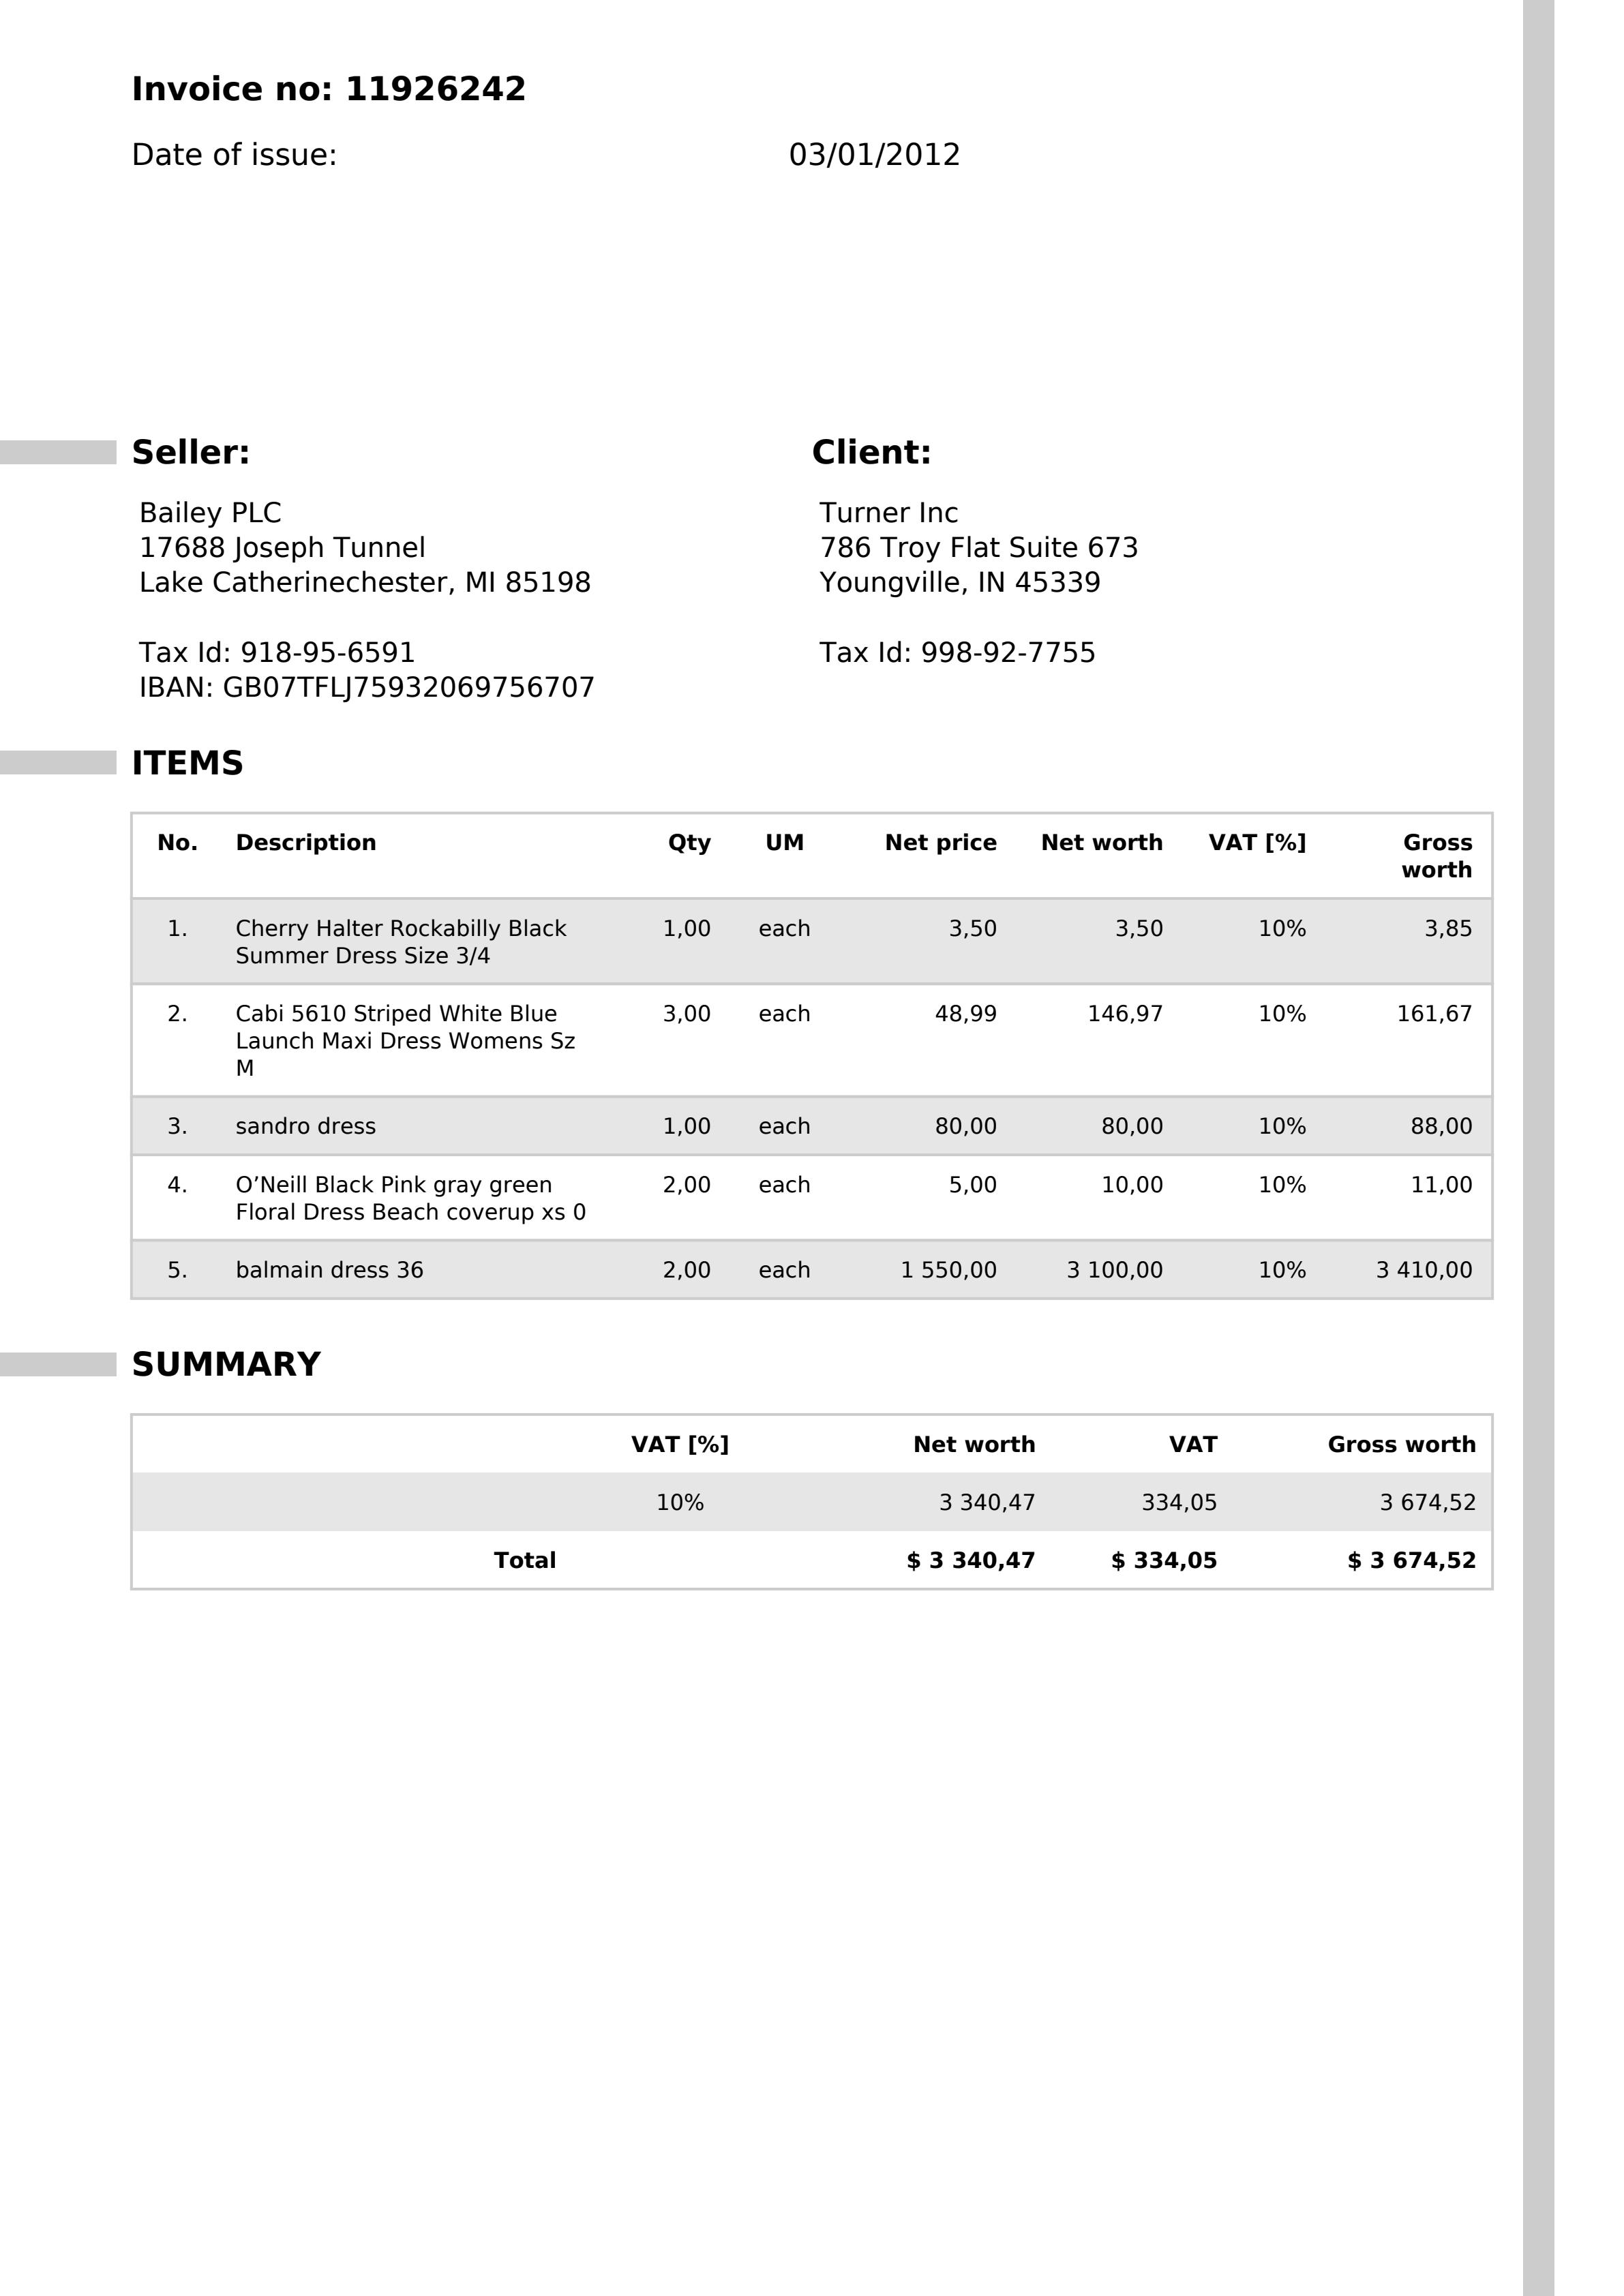 Invoice no: 11926242
Date of issue: 03/01/2012
Seller:
Bailey PLC
17688 Joseph Tunnel
Lake Catherinechester, MI 85198
Tax Id: 918-95-6591
IBAN: GB07TFLJ75932069756707
Client:
Turner Inc
786 Troy Flat Suite 673
Youngville, IN 45339
Tax Id: 998-92-7755
ITEMS
No. Description Qty UM Net price Net worth VAT [%] Gross
worth
1. Cherry Halter Rockabilly Black 1,00 each 3,50 3,50 10% 3,85
Summer Dress Size 3/4
2. Cabi 5610 Striped White Blue 3,00 each 48,99 146,97 10% 161,67
Launch Maxi Dress Womens Sz
M
3. sandro dress 1,00 each 80,00 80,00 10% 88,00
4. O’Neill Black Pink gray green 2,00 each 5,00 10,00 10% 11,00
Floral Dress Beach coverup xs 0
5. balmain dress 36 2,00 each 1 550,00 3 100,00 10% 3 410,00
SUMMARY
VAT [%] Net worth VAT Gross worth
10% 3 340,47 334,05 3 674,52
Total $ 3 340,47 $ 334,05 $ 3 674,52